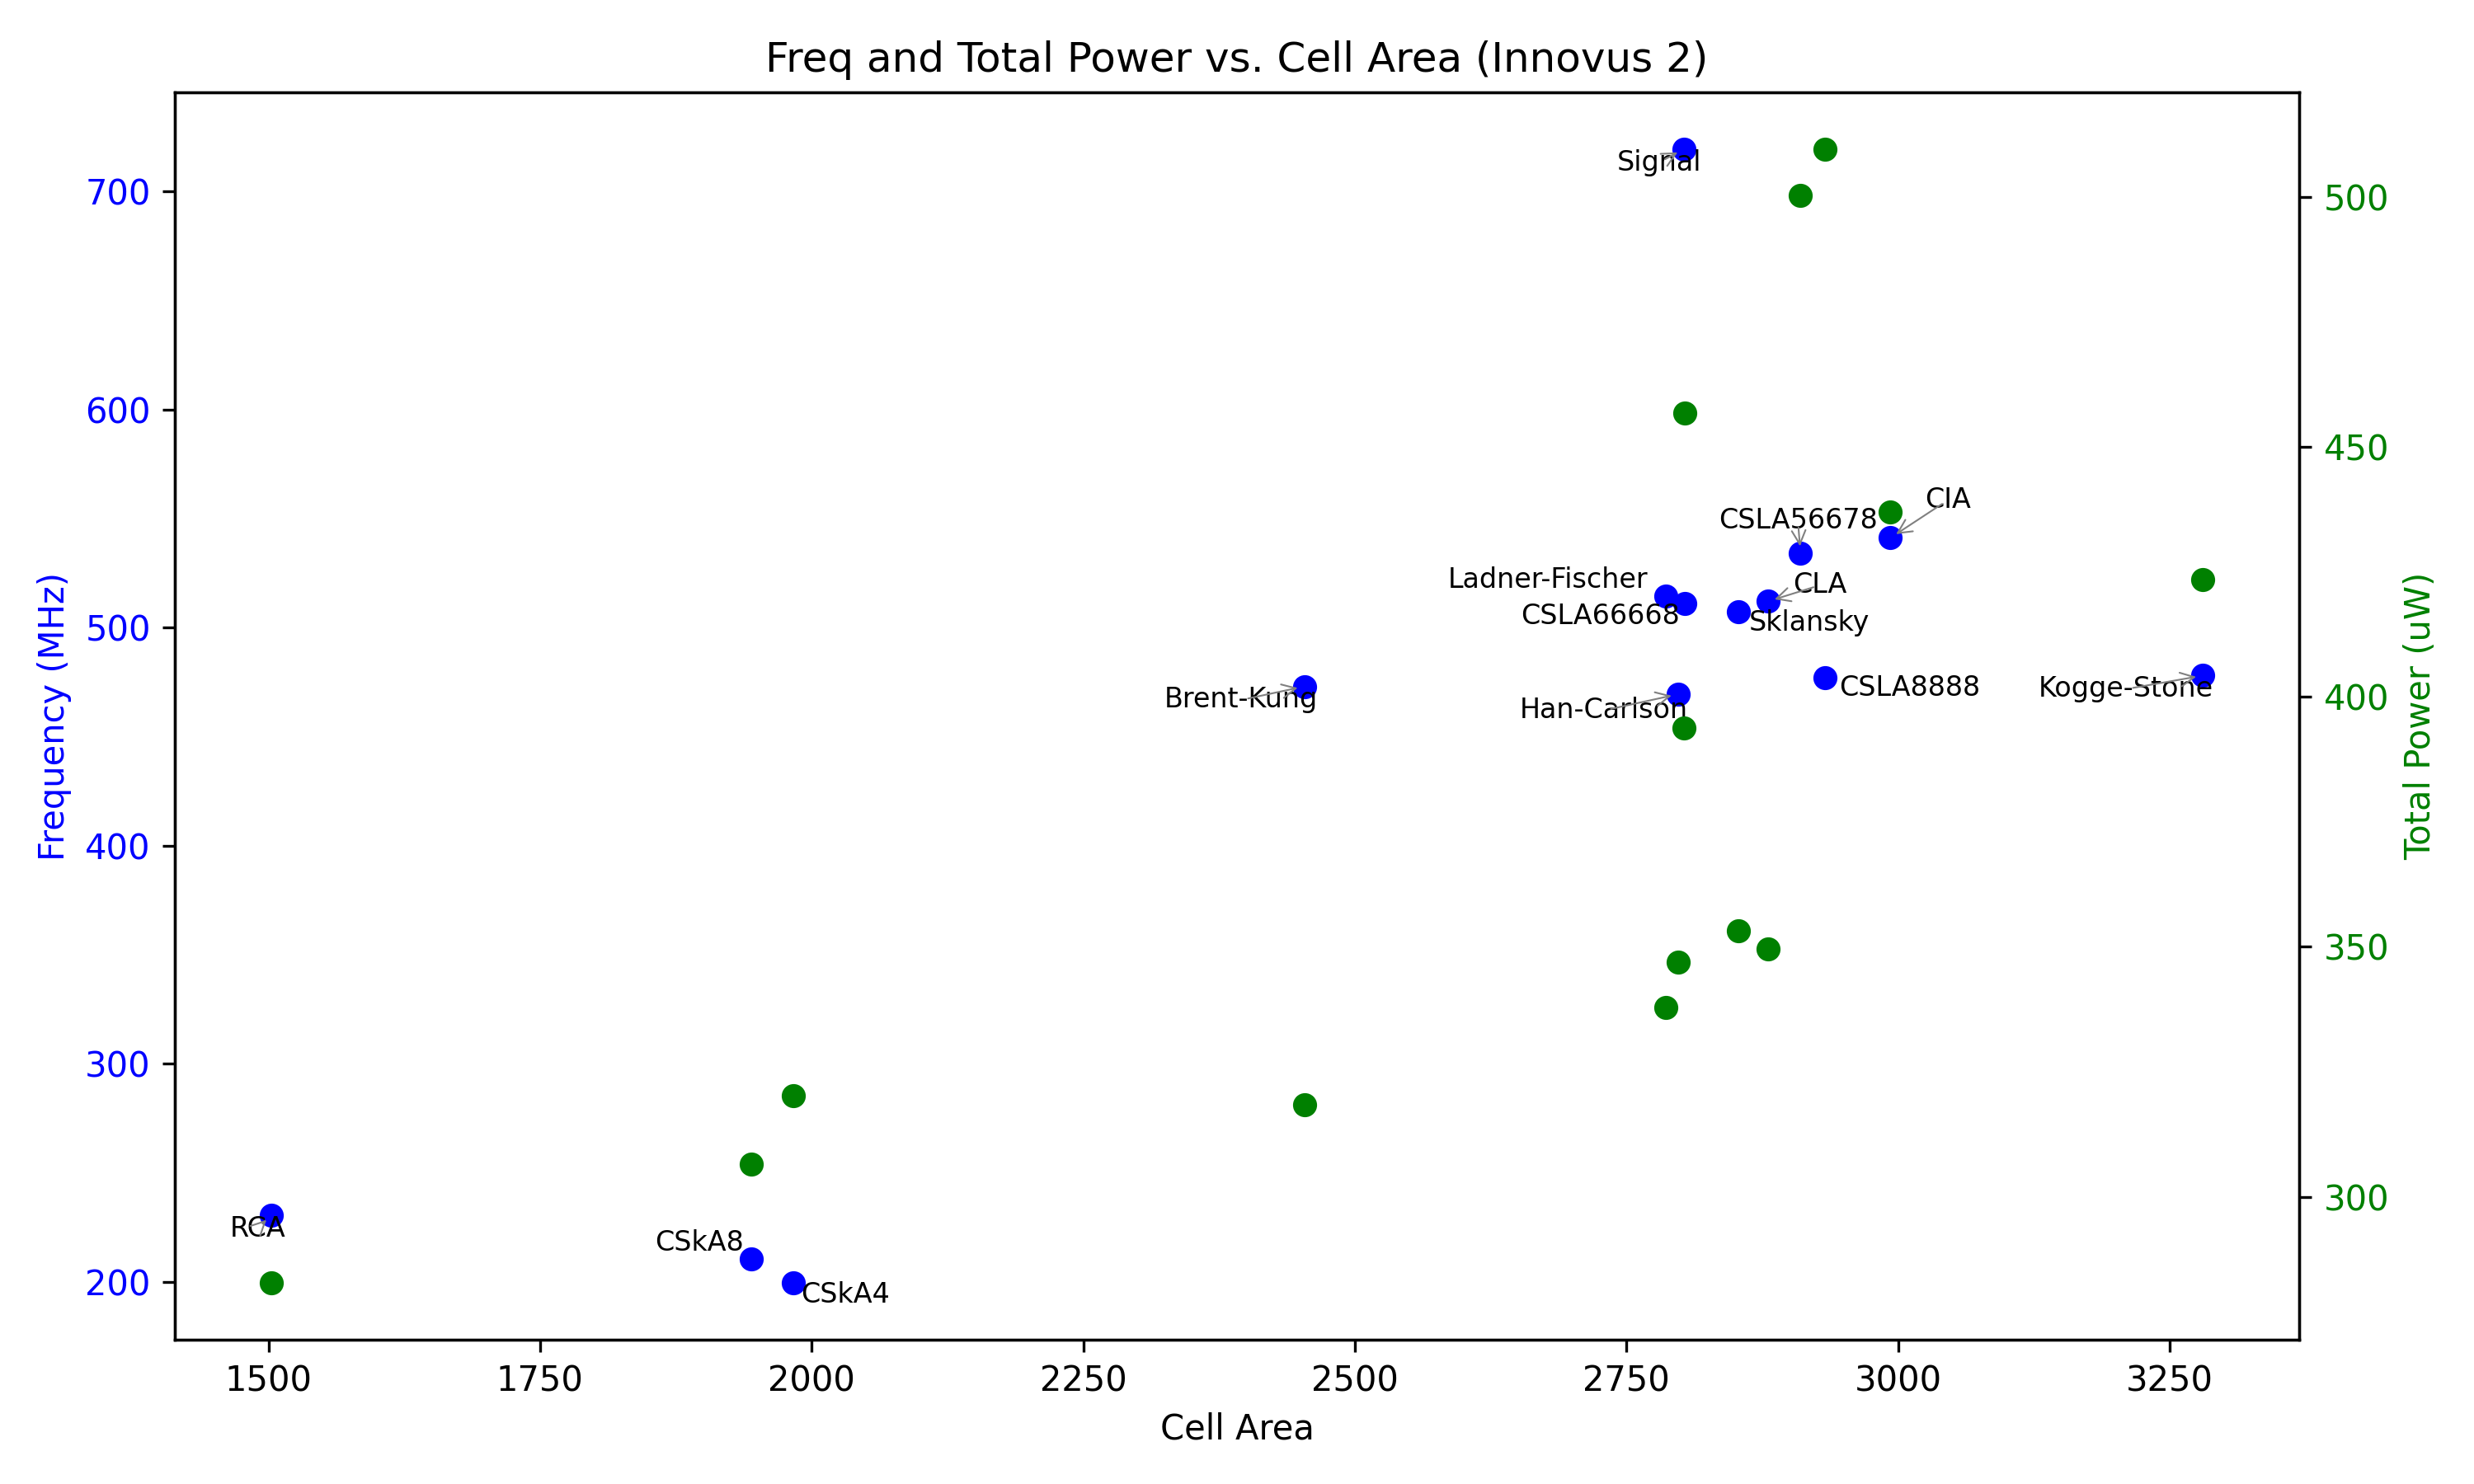 Freq and Total Power vs. Cell Area (Innovus 2)
Frequency (MHz)
700
600
500
400
300
200
Signal
CIA
CSLA56678
Ladner-Fischer
CLA
CSLA66668
Sklansky
Brent-Kung
Han-Carlson
CSLA8888
Kogge-Stone
RCA
CSkA8
CSkA4
500
450
400
350
300
Total Power (uW)
1500 1750 2000 2250 2500 2750 3000 3250
Cell Area